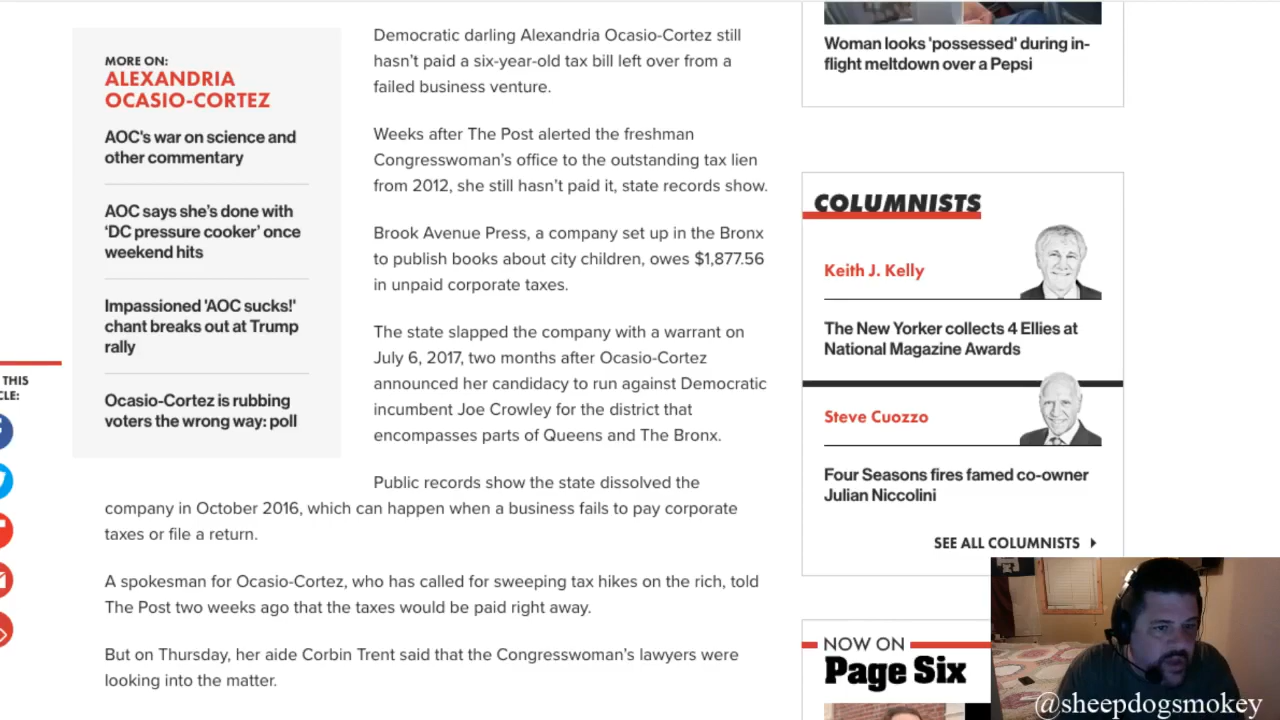 MORE ON:
ALEXANDRIA
OCASIO-CORTEZ
AOC's war on science and
other commentary
AOC says she's done with
‘DC pressure cooker’ once
weekend hits
Impassioned 'AOC sucks!'
chant breaks out at Trump
rally
Ocasio-Cortez is rubbing
voters the wrong way: poll
THIS
CLE:
Democratic darling Alexandria Ocasio-Cortez still
hasn’t paid a six-year-old tax bill left over from a
failed business venture.
Weeks after The Post alerted the freshman
Congresswoman’s office to the outstanding tax lien
from 2012, she still hasn’t paid it, state records show.
Brook Avenue Press, a company set up in the Bronx
to publish books about city children, owes $1,877.56
in unpaid corporate taxes.
The state slapped the company with a warrant on
July 6, 2017, two months after Ocasio-Cortez
announced her candidacy to run against Democratic
incumbent Joe Crowley for the district that
encompasses parts of Queens and The Bronx.
Public records show the state dissolved the
company in October 2016, which can happen when a business fails to pay corporate
taxes or file a return.
A spokesman for Ocasio-Cortez, who has called for sweeping tax hikes on the rich, told
The Post two weeks ago that the taxes would be paid right away.
But on Thursday, her aide Corbin Trent said that the Congresswoman’s lawyers were
looking into the matter.
Woman looks 'possessed' during in-
flight meltdown over a Pepsi
COLUMNISTS
Keith J. Kelly
The New Yorker collects 4 Ellies at
National Magazine Awards
Steve Cuozzo
Four Seasons fires famed co-owner
Julian Niccolini
SEE ALL COLUMNISTS
NOW ON
Page Six
@sheepdogsmokey